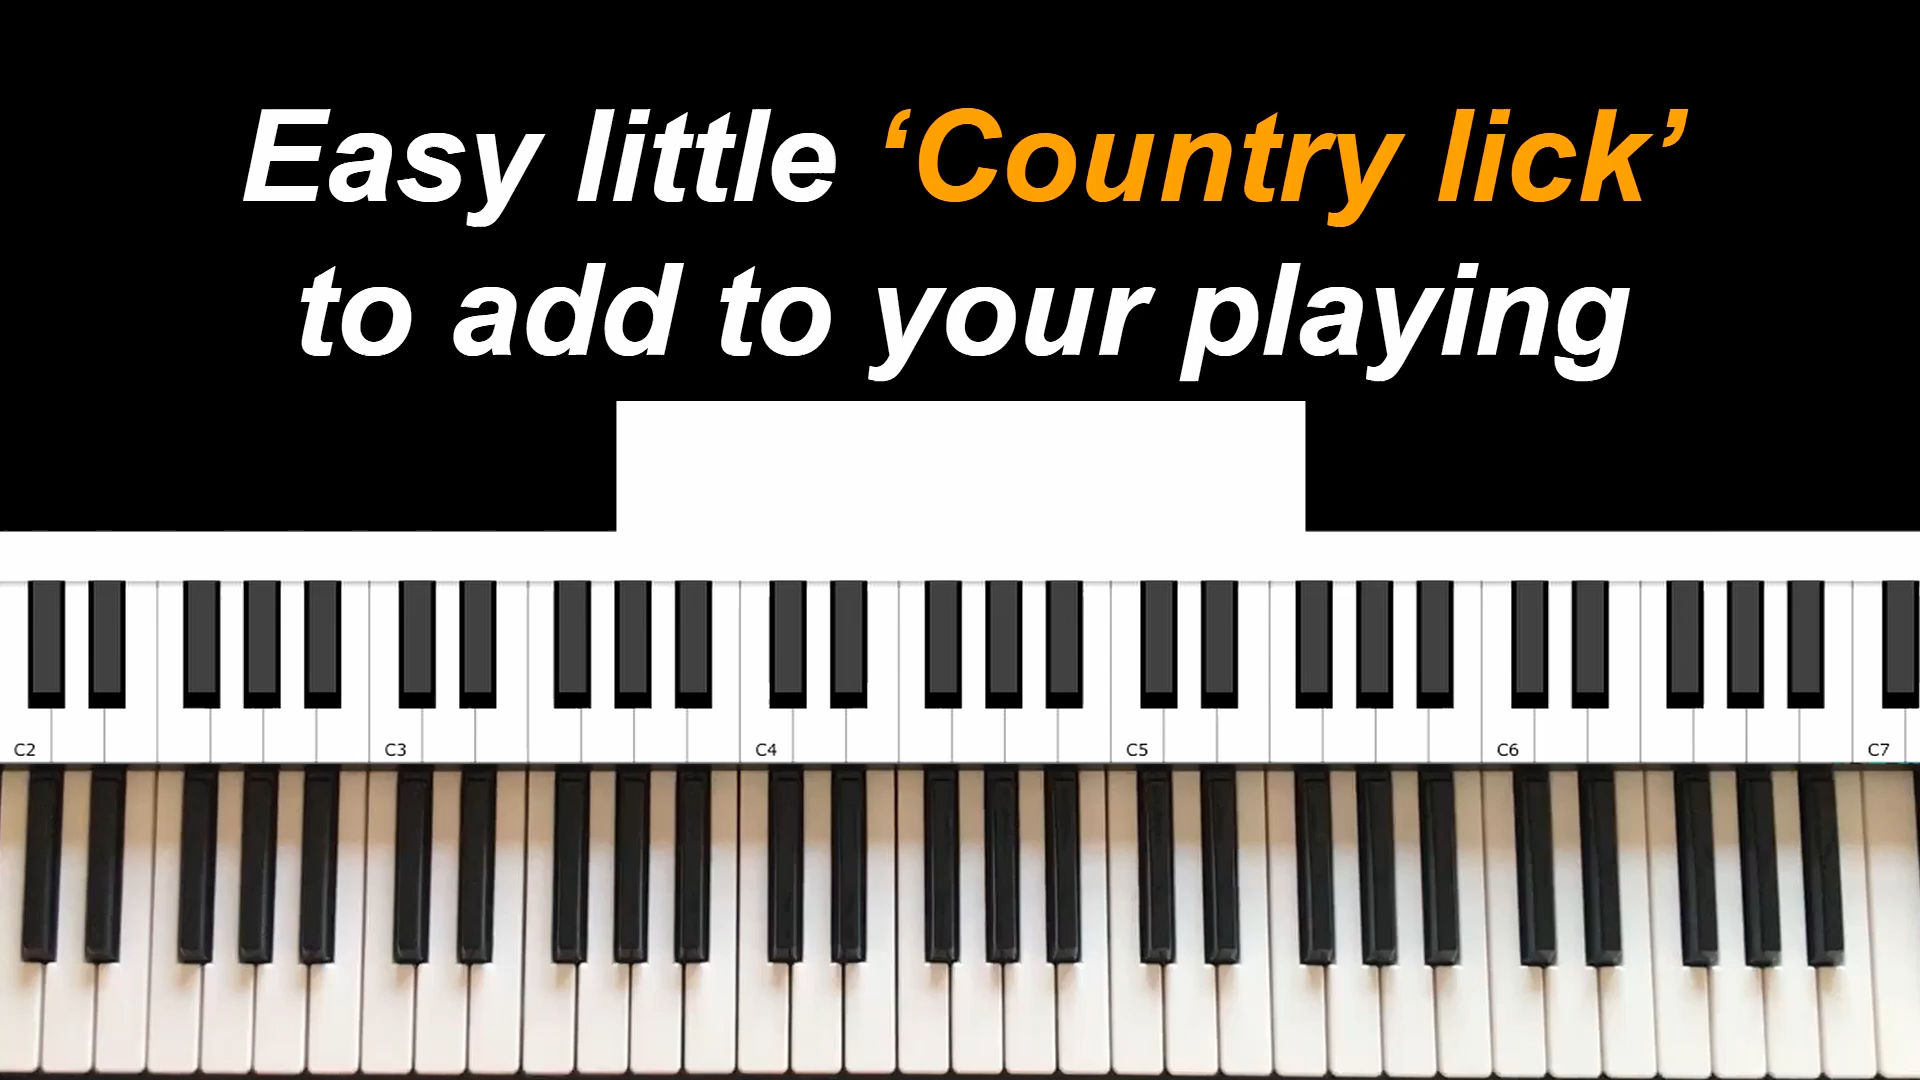 Easy little ‘Country lick’
to add to your playing
C2 C3 C4 C5 C6 C7